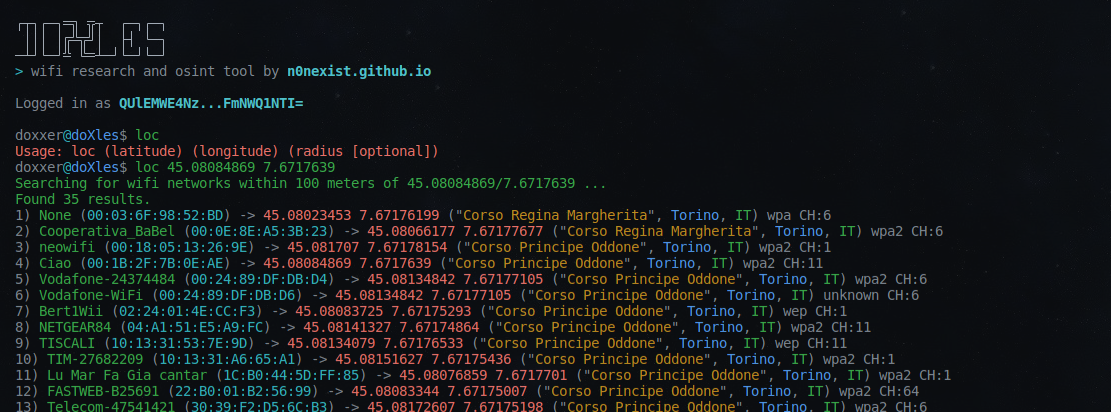 DOXLES
> wifi research and osint tool by n0nexist.github.io
Logged in as QUlEMWE4Nz...FmNWQ1NTI=
doxxer@doXles$ loc
Usage: loc (latitude) (longitude) (radius [optional])
doxxer@doXles$ loc 45.08084869 7.6717639
Searching for wifi networks within 100 meters of 45.08084869/7.6717639 ...
Found 35 results.
1) None (00:03:6F:98:52:BD) -> 45.08023453 7.67176199 ("Corso Regina Margherita", Torino, IT) wpa CH:6
2) Cooperativa_BaBel (00:0E:8E:A5:3B:23) -> 45.08066177 7.67177677 ("Corso Regina Margherita", Torino, IT) wpa2 CH:6
3) neowifi (00:18:05:13:26:9E) -> 45.081707 7.67178154 ("Corso Principe Oddone", Torino, IT) wpa2 CH:1
4) Ciao (00:1B:2F:7B:0E:AE) -> 45.08084869 7.6717639 ("Corso Principe Oddone", Torino, IT) wpa2 CH:11
5) Vodafone-24374484 (00:24:89:DF:DB:D4) -> 45.08134842 7.67177105 ("Corso Principe Oddone", Torino, IT) wpa2 CH:6
6) Vodafone-WiFi (00:24:89:DF:DB:D6) -> 45.08134842 7.67177105 ("Corso Principe Oddone", Torino, IT) unknown CH:6
7) Bert1Wii (02:24:01:4E:CC:F3) -> 45.08083725 7.67175293 ("Corso Principe Oddone", Torino, IT) wep CH:1
8) NETGEAR84 (04:A1:51:E5:A9:FC) -> 45.08141327 7.67174864 ("Corso Principe Oddone", Torino, IT) wpa2 CH:11
9) TISCALI (10:13:31:53:7E:9D) -> 45.08134079 7.67176533 ("Corso Principe Oddone", Torino, IT) wep CH:11
10) TIM-27682209 (10:13:31:A6:65:A1) -> 45.08151627 7.67175436 ("Corso Principe Oddone", Torino, IT) wpa2 CH:1
11) Lu Mar Fa Gia cantar (1C:B0:44:5D:FF:85) -> 45.08076859 7.6717701 ("Corso Principe Oddone", Torino, IT) wpa2 CH:1
12) FASTWEB-B25691 (22:B0:01:B2:56:99) -> 45.08083344 7.67175007 ("Corso Principe Oddone", Torino, IT) wpa2 CH:64
13) Telecom-47541421 (30:39:F2:D5:6C:B3) -> 45.08172607 7.67175198 ("Corso Principe Oddone", Torino, IT) wpa2 CH:6